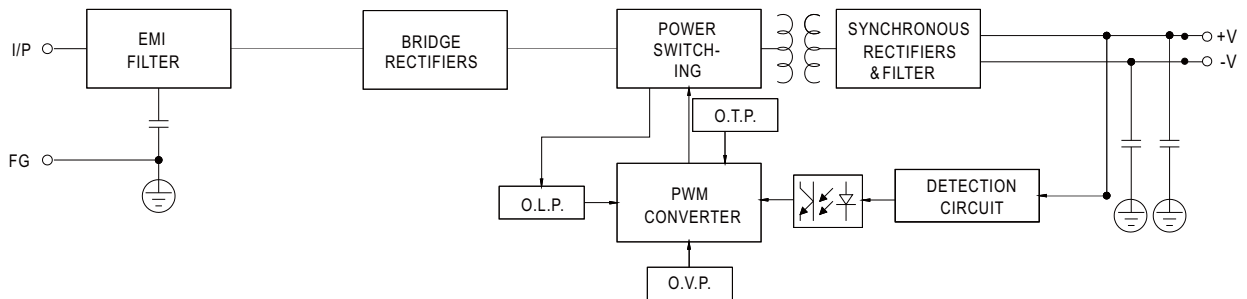 I/P
EMI
FILTER
BRIDGE
RECTIFIERS
POWER
SWITCH-
ING
SYNCHRONOUS
RECTIFIERS
&FILTER
+V
-V
O.T.P.
FG
O.L.P.
PWM
CONVERTER
DETECTION
CIRCUIT
O.V.P.